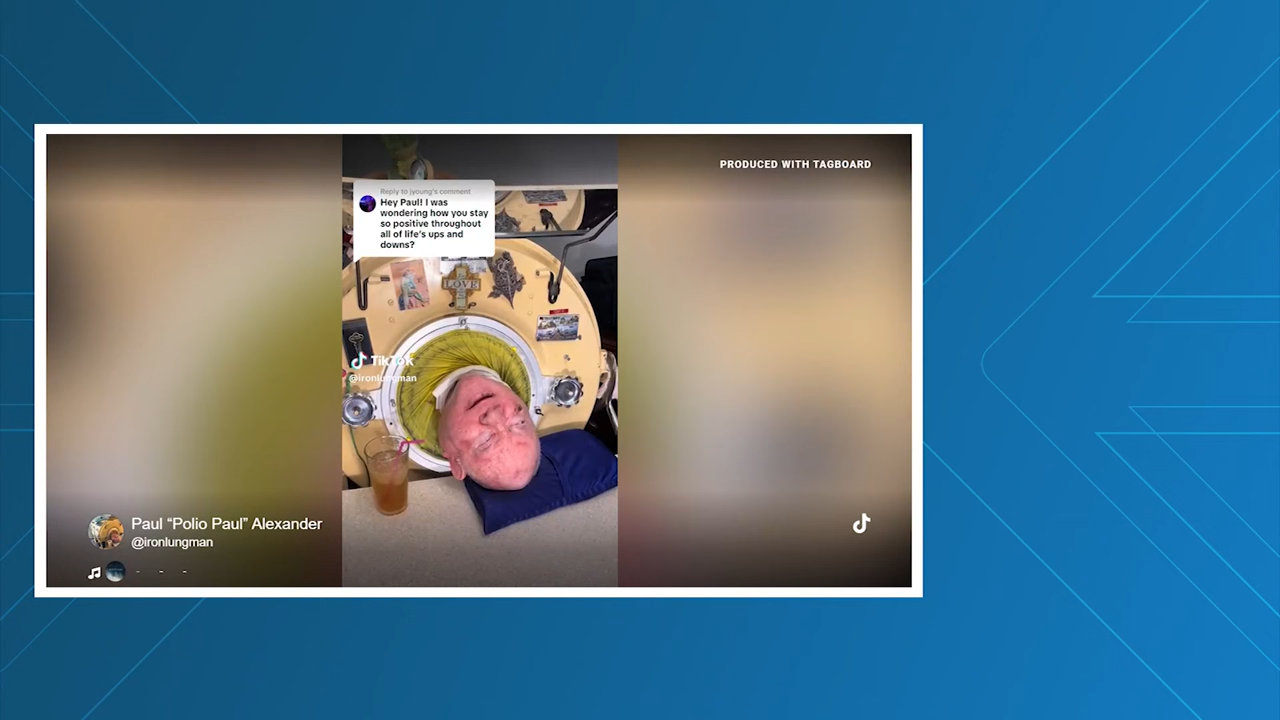 PRODUCED WITH TAGBOARD
Reply to jyoung's comment
Hey Paul! I was
wondering how you stay
so positive throughout
all of life's ups and
downs?
LOVE
TikTok
@ironlungman
Paul “Polio Paul” Alexander
@ironlungman